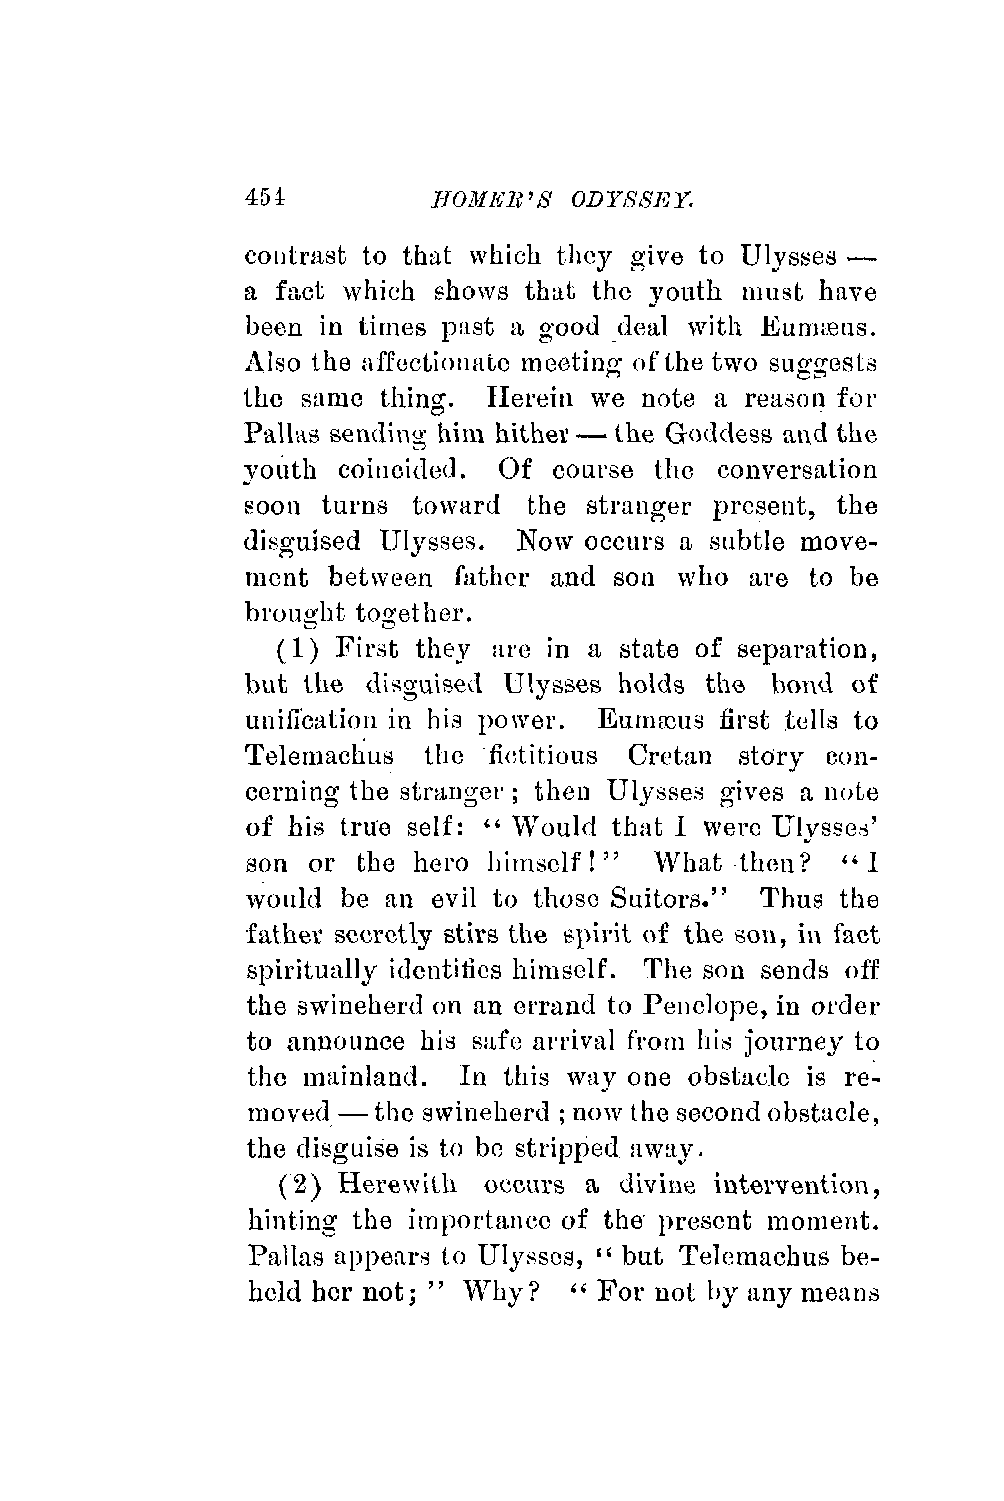 454 HOMER'S ODYSSEY.
contrast to that which they give to Ulysses —
a fact which shows that the youth must have
been in times past a good deal with Eumæus.
Also the affectionate meeting of the two suggests
the same thing. Herein we note a reason for
Pallas sending him hither — the Goddess and the
youth coincided. Of course the conversation
soon turns toward the stranger present, the
disguised Ulysses. Now occurs a subtle move-
ment between father and son who are to be
brought together.
(1) First they are in a state of separation,
but the disguised Ulysses holds the bond of
unification in his power. Eumæus first tells to
Telemachus the fictitious Cretan story con-
cerning the stranger; then Ulysses gives a note
of his true self: “Would that I were Ulysses’
son or the hero himself!” What then? “I
would be an evil to those Suitors.” Thus the
father secretly stirs the spirit of the son, in fact
spiritually identifies himself. The son sends off
the swineherd on an errand to Penelope, in order
to announce his safe arrival from his journey to
the mainland. In this way one obstacle is re-
moved — the swineherd; now the second obstacle,
the disguise is to be stripped away.
(2) Herewith occurs a divine intervention,
hinting the importance of the present moment.
Pallas appears to Ulysses, “but Telemachus be-
held her not;” Why? “For not by any means